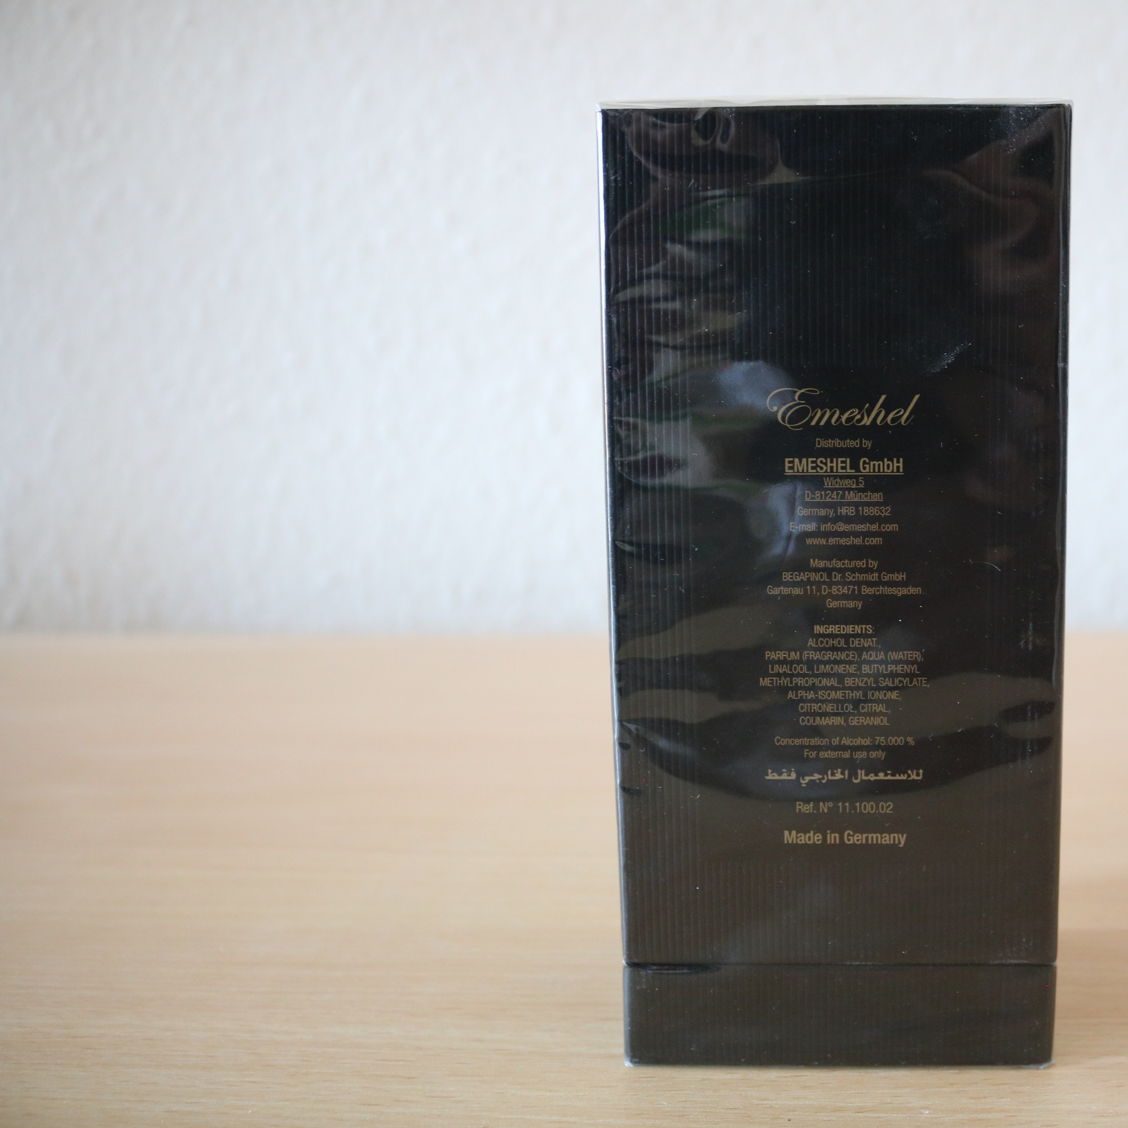 Emeshel
Distributed by
EMESHEL GmbH
Widweg 5
D-81247 München
Germany, HRB 188632
E-mail: info@emeshel.com
www.emeshel.com
Manufactured by
BEGAPINOL Dr. Schmidt GmbH
Gartenau 11, D-83471 Berchtesgaden
Germany
INGREDIENTS:
ALCOHOL DENAT.,
PARFUM (FRAGRANCE), AQUA (WATER),
LINALOOL, LIMONENE, BUTYLPHENYL
METHYLPROPIONAL, BENZYL SALICYLATE,
ALPHA-ISOMETHYL IONONE,
CITRONELLOL, CITRAL,
COUMARIN, GERANIOL
Concentration of Alcohol: 75.000 %
For external use only
للاستعمال الخارجي فقط
Ref. N° 11.100.02
Made in Germany